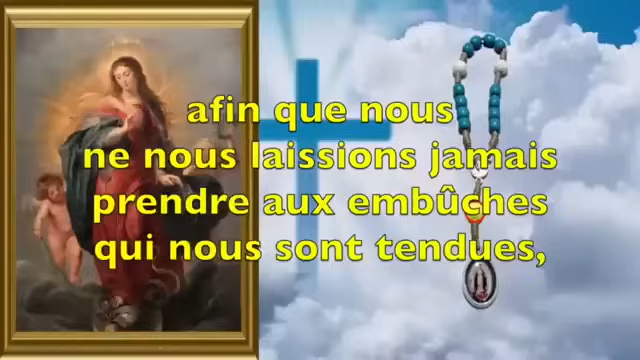 afin que nous
ne nous laissions jamais
prendre aux embûches
qui nous sont tendues,